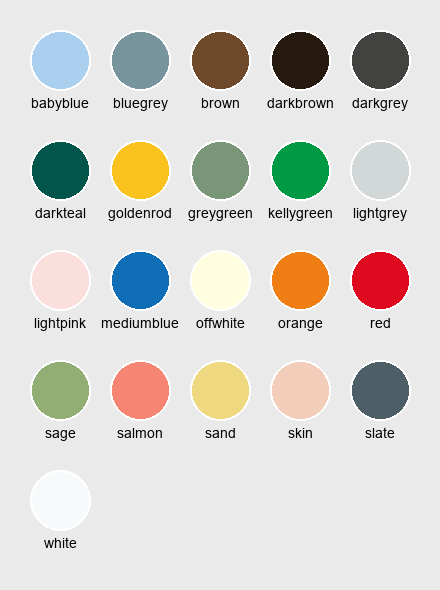 babyblue bluegrey brown darkbrown darkgrey
darkteal goldenrod greygreen kellygreen lightgrey
lightpink mediumblue offwhite orange red
sage salmon sand skin slate
white